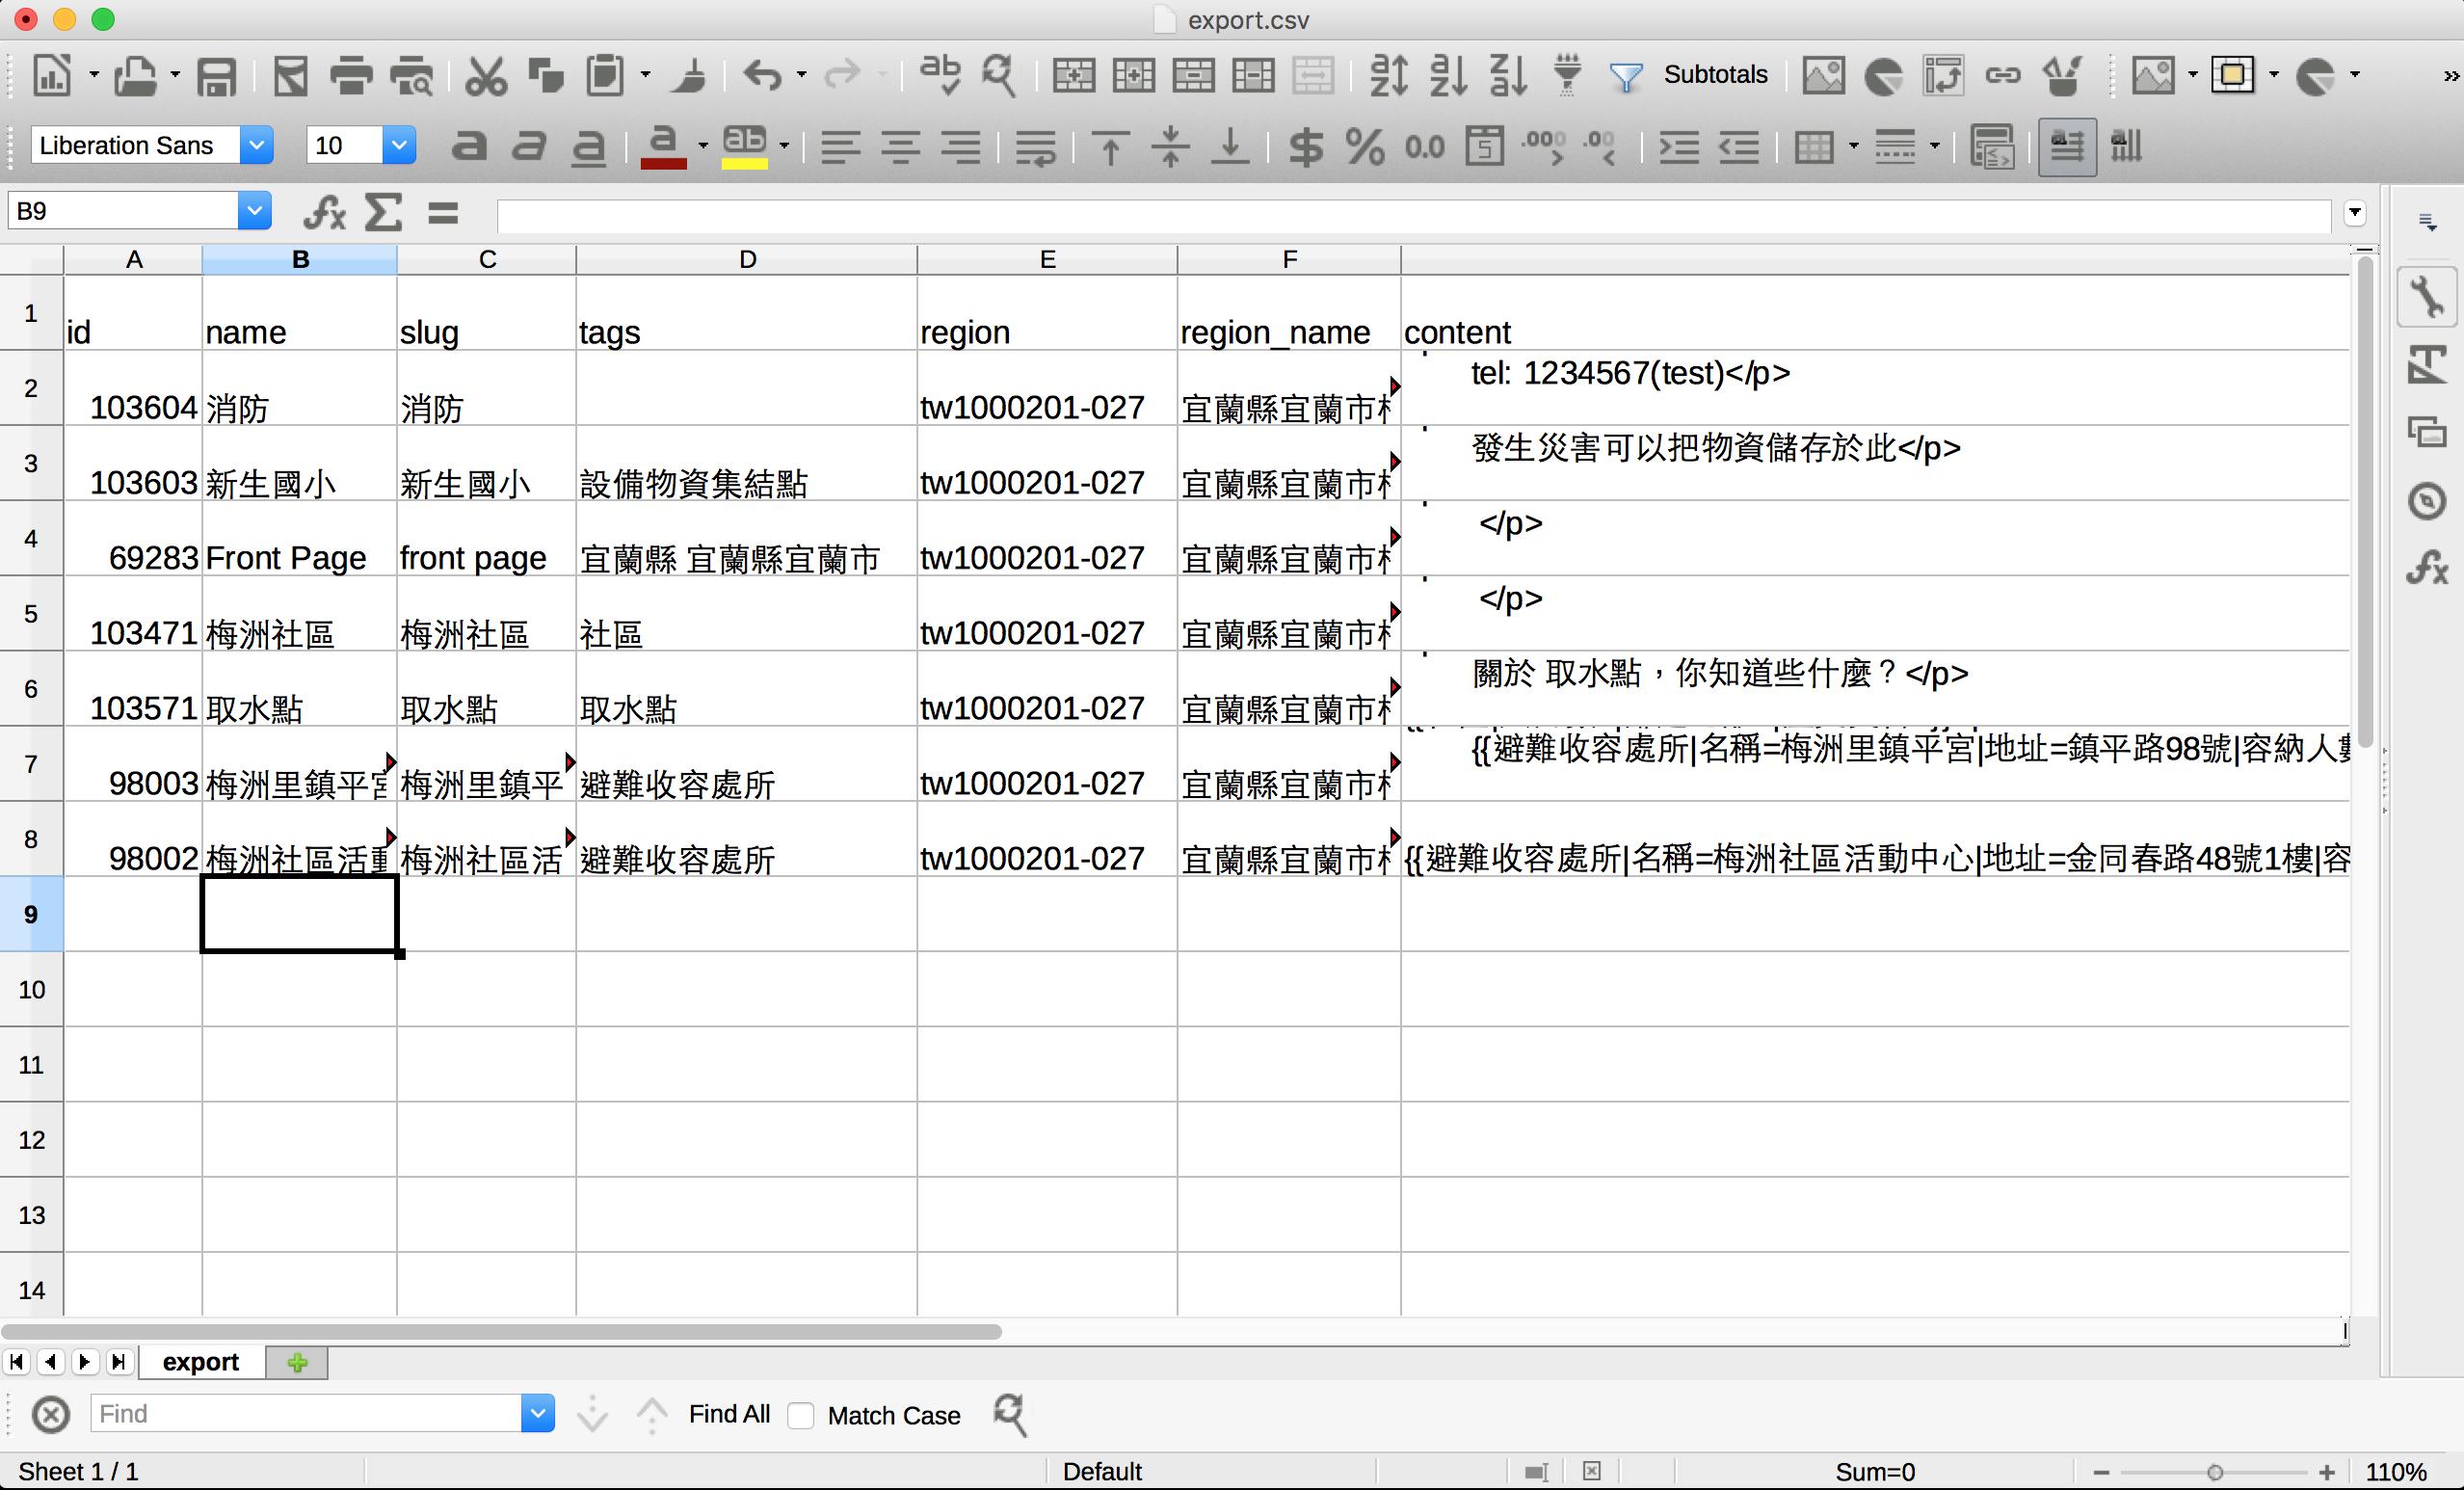 export.csv
Subtotals
Liberation Sans 10
B9
A B C D E F
1 id name slug tags region region_name content
2 103604 消防 消防 tw1000201-027 宜蘭縣宜蘭市 tel: 1234567(test)</p>
3 103603 新生國小 新生國小 設備物資集結點 tw1000201-027 宜蘭縣宜蘭市 發生災害可以把物資儲存於此</p>
4 69283 Front Page front page 宜蘭縣 宜蘭縣宜蘭市 tw1000201-027 宜蘭縣宜蘭市 </p>
5 103471 梅洲社區 梅洲社區 社區 tw1000201-027 宜蘭縣宜蘭市 </p>
6 103571 取水點 取水點 取水點 tw1000201-027 宜蘭縣宜蘭市 關於 取水點，你知道些什麼？</p>
7 98003 梅洲里鎮平宮 梅洲里鎮平 避難收容處所 tw1000201-027 宜蘭縣宜蘭市 {{避難收容處所|名稱=梅洲里鎮平宮|地址=鎮平路98號|容納人數
8 98002 梅洲社區活動 梅洲社區活 避難收容處所 tw1000201-027 宜蘭縣宜蘭市 {{避難收容處所|名稱=梅洲社區活動中心|地址=金同春路48號1樓|容
9
10
11
12
13
14
export
Find Find All Match Case
Sheet 1 / 1 Default Sum=0 110%